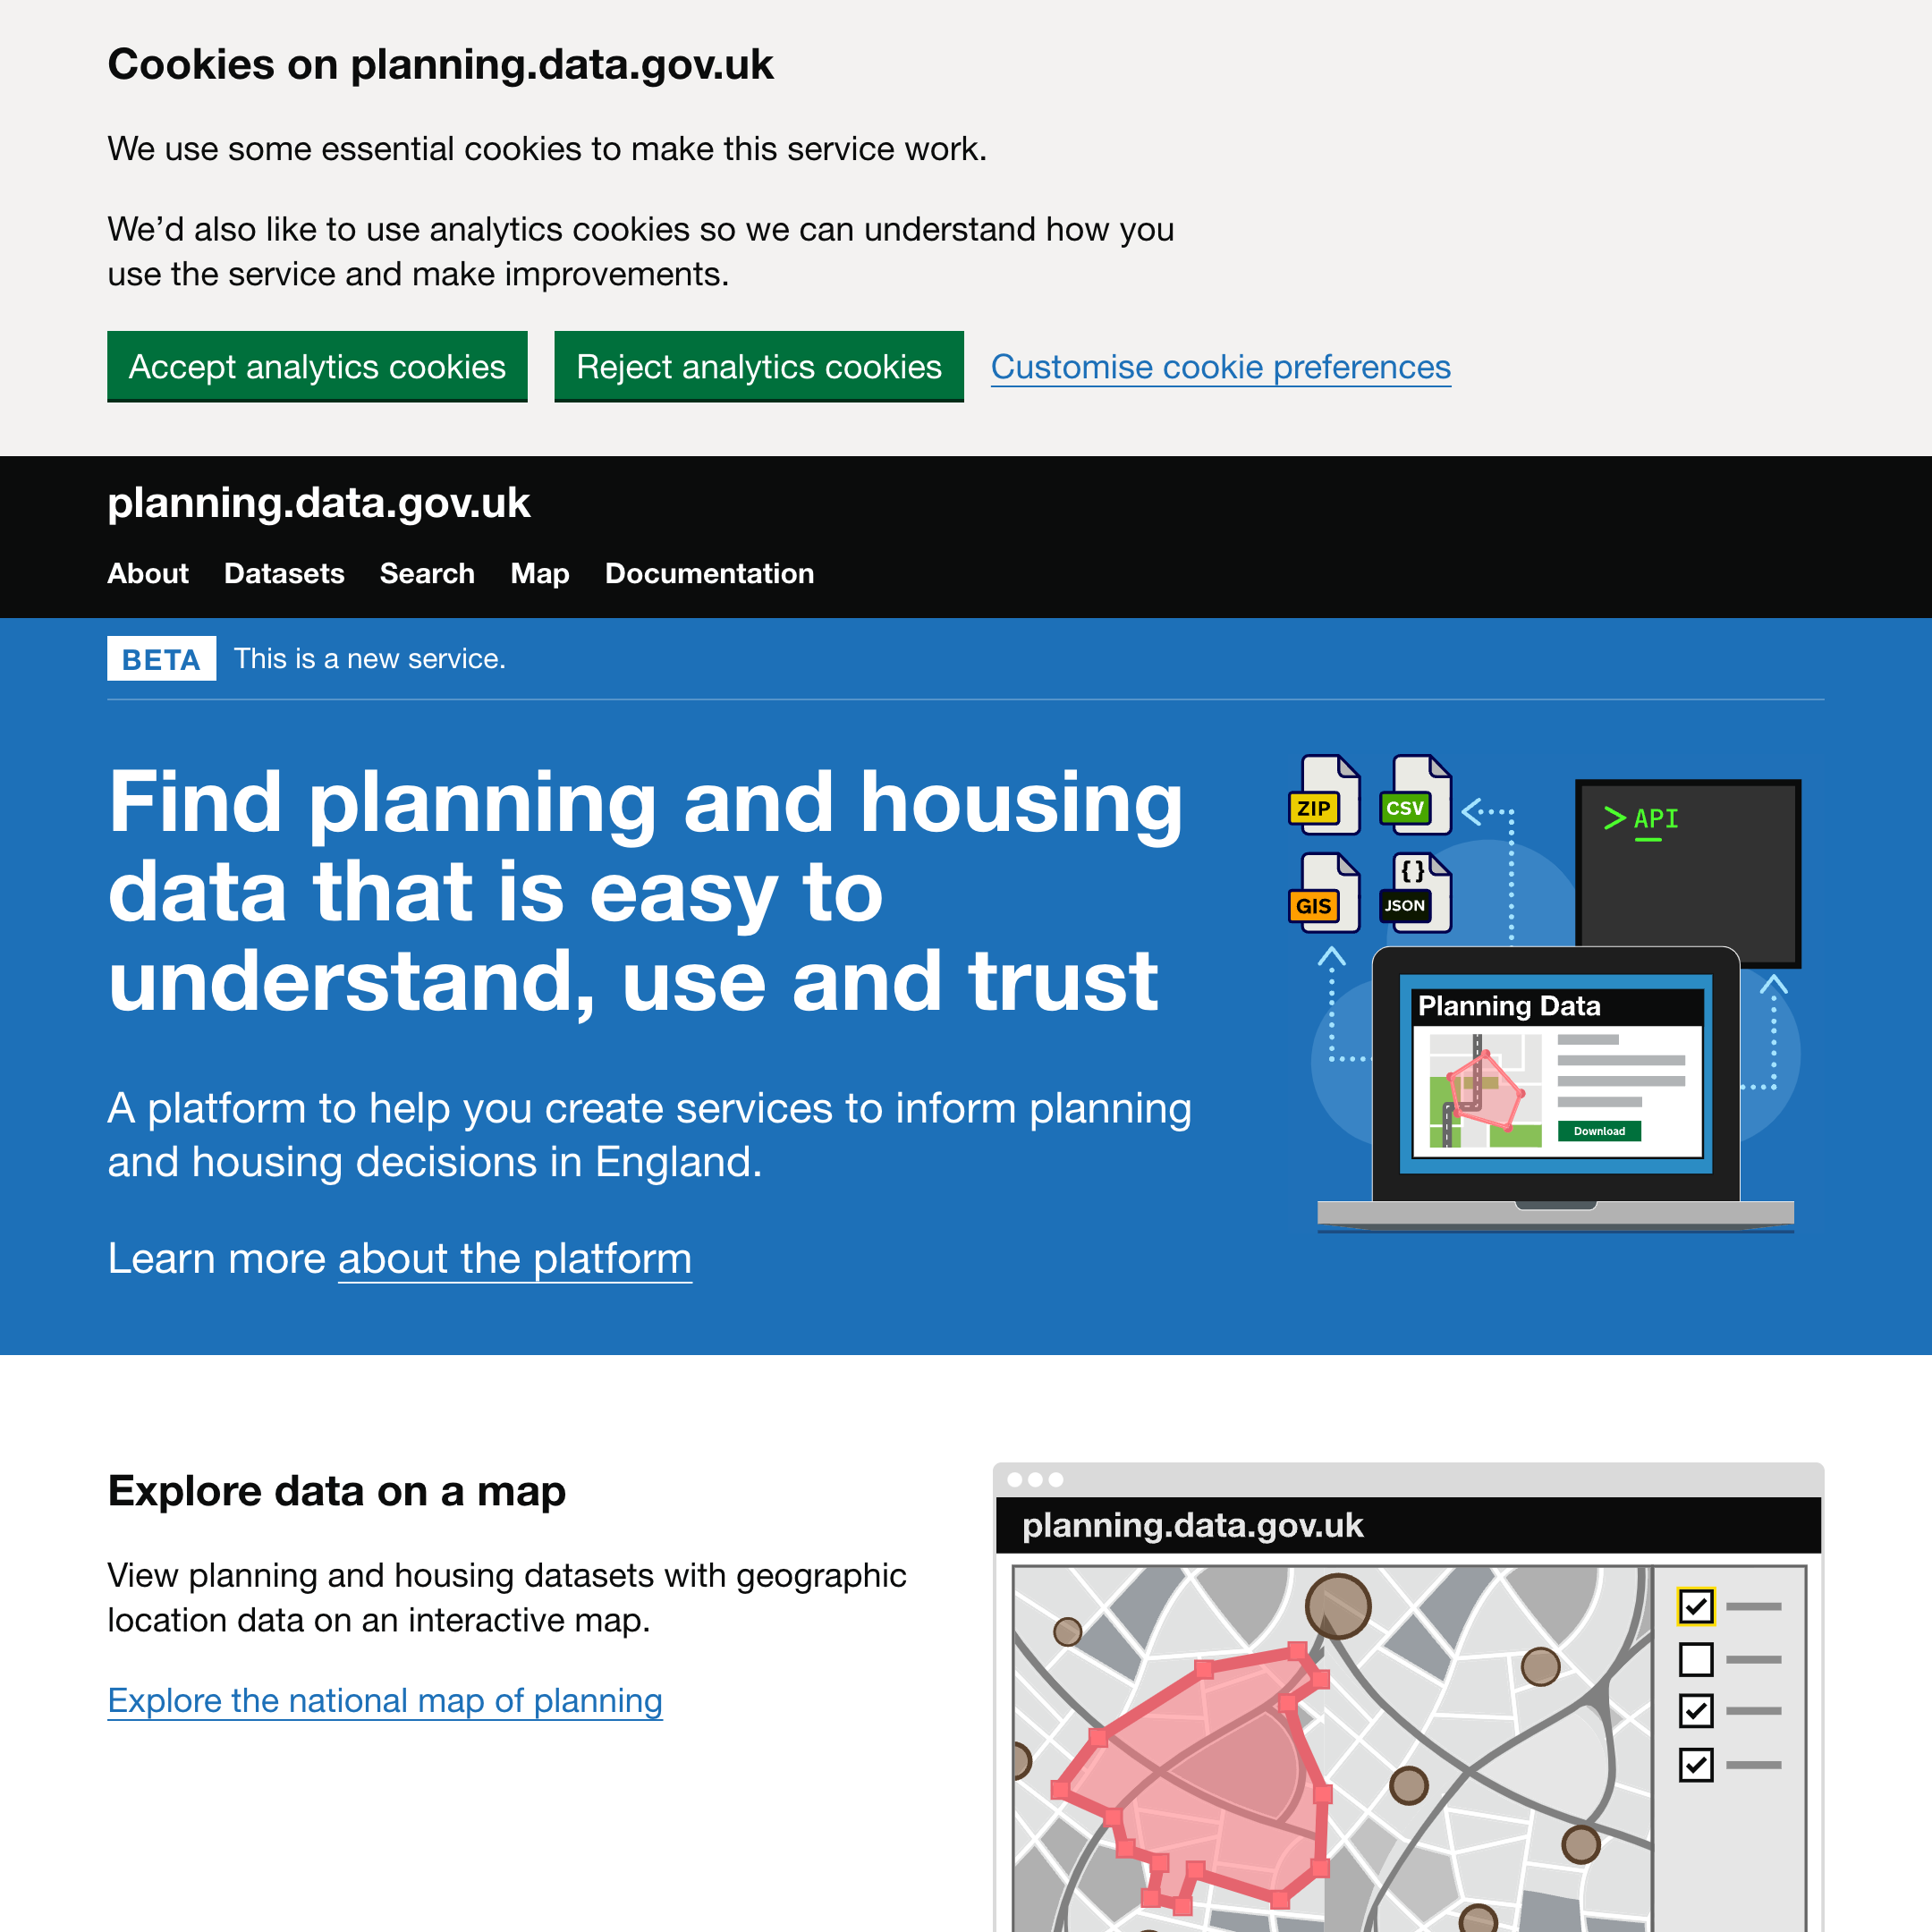 Cookies on planning.data.gov.uk
We use some essential cookies to make this service work.
We’d also like to use analytics cookies so we can understand how you
use the service and make improvements.
Accept analytics cookies
Reject analytics cookies
Customise cookie preferences
planning.data.gov.uk
About
Datasets
Search
Map
Documentation
BETA
This is a new service.
Find planning and housing
data that is easy to
understand, use and trust
A platform to help you create services to inform planning
and housing decisions in England.
Learn more about the platform
ZIP
CSV
GIS
{}
JSON
> API
Planning Data
Download
Explore data on a map
View planning and housing datasets with geographic
location data on an interactive map.
Explore the national map of planning
planning.data.gov.uk